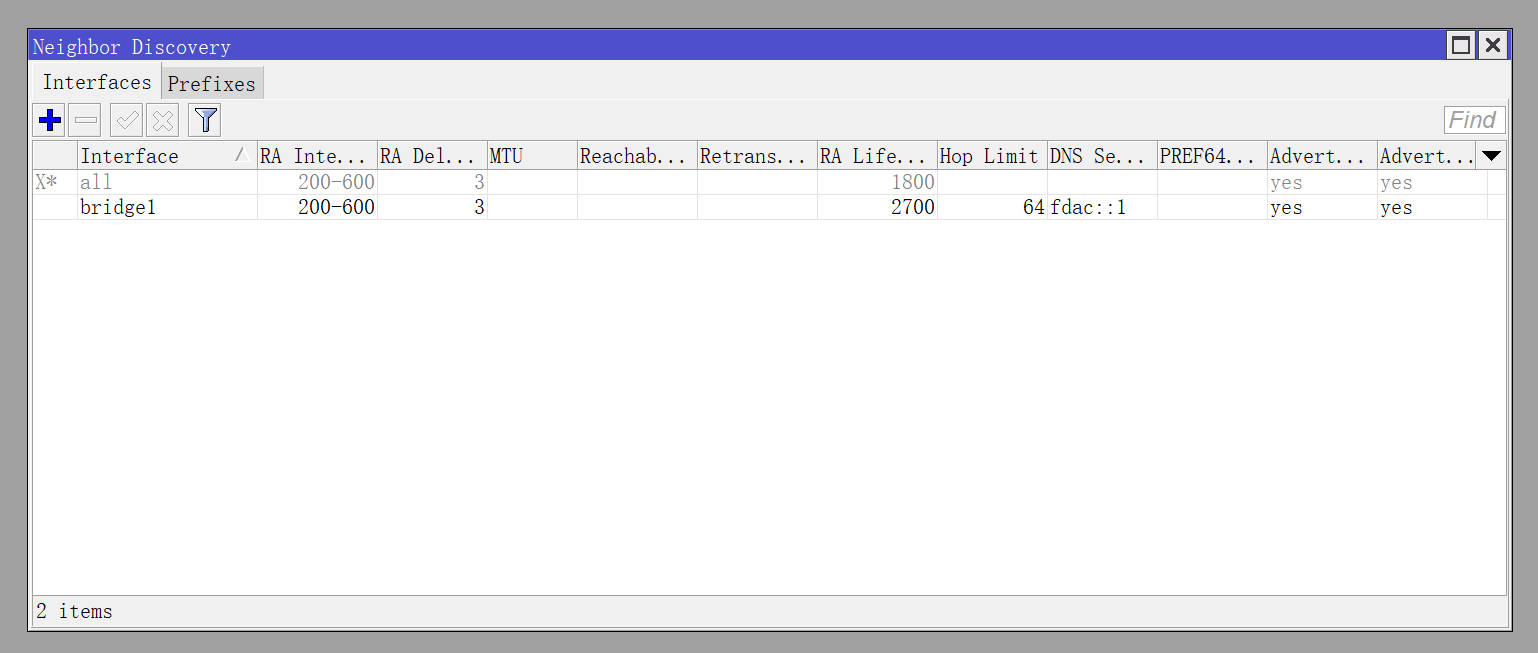 Neighbor Discovery
Interfaces Prefixes
Find
Interface RA Inte... RA Del... MTU Reachab... Retrans... RA Life... Hop Limit DNS Se... PREF64... Advert... Advert...
X* all 200-600 3 1800 yes yes
bridge1 200-600 3 2700 64 fdac::1 yes yes
2 items